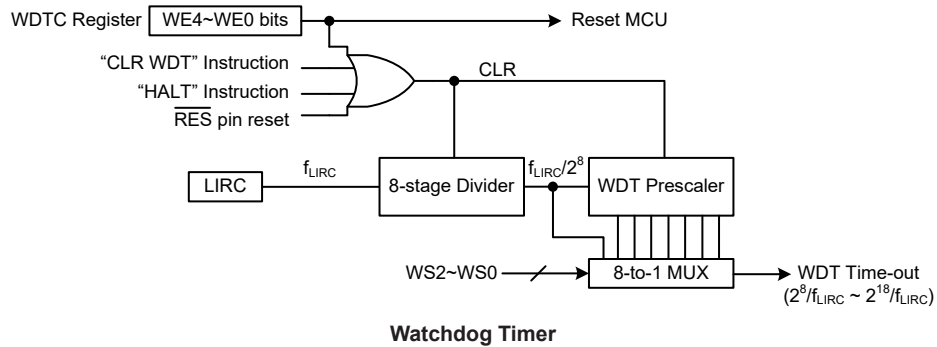 WDTC Register WE4~WE0 bits Reset MCU
“CLR WDT” Instruction
CLR
“HALT” Instruction
RES pin reset
fLIRC
fLIRC/2⁸
LIRC
8-stage Divider
WDT Prescaler
WS2~WS0
8-to-1 MUX
WDT Time-out
(2⁸/fLIRC ~ 2¹⁸/fLIRC)
Watchdog Timer